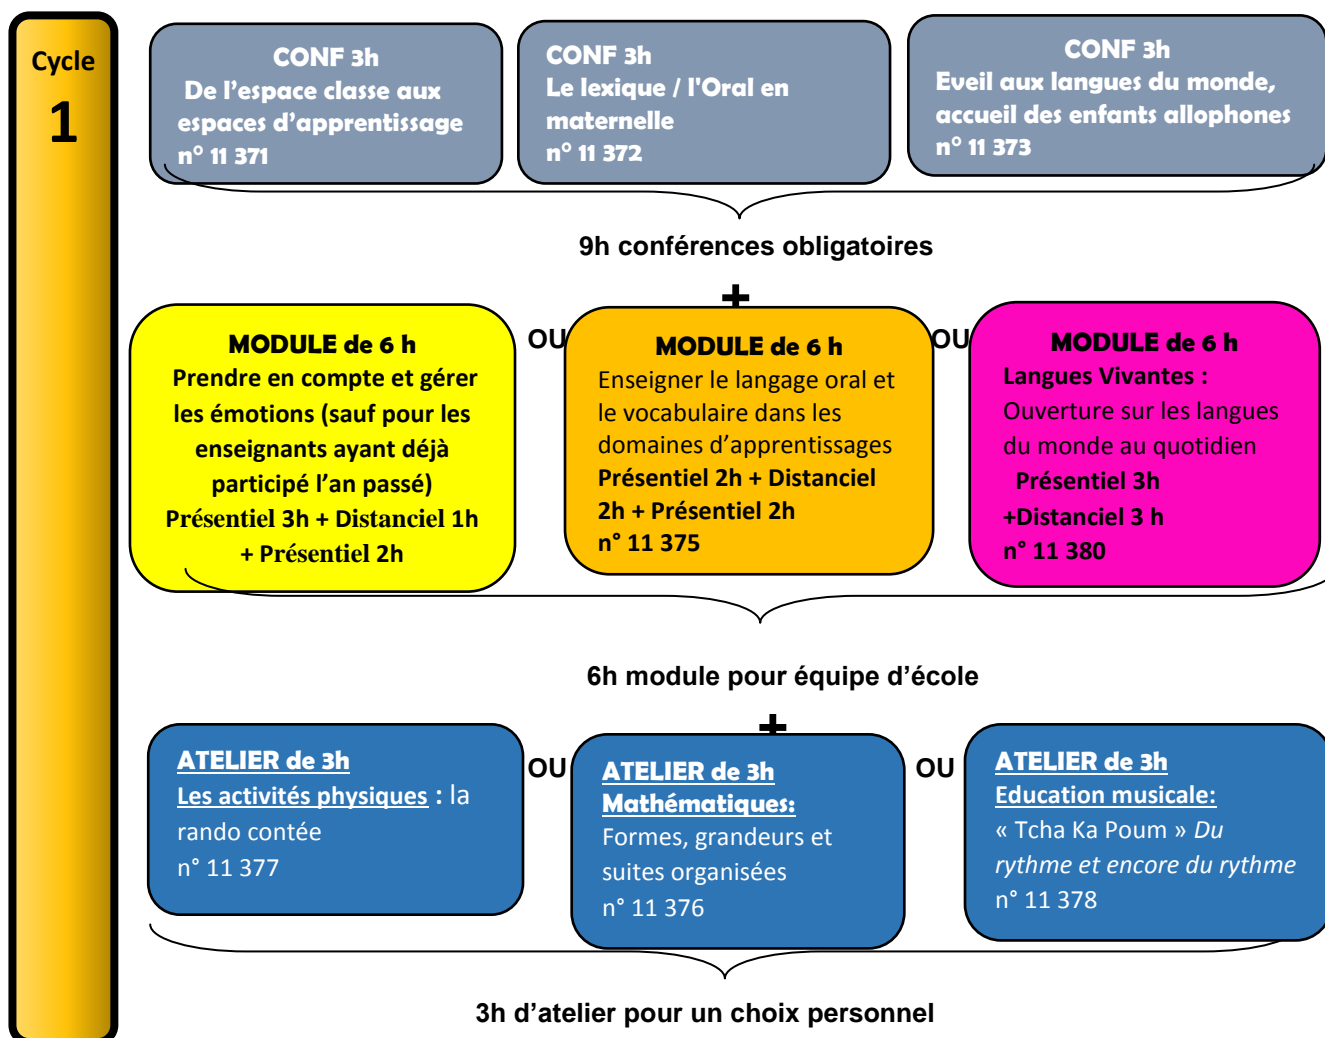 Cycle
1
CONF 3h
De l'espace classe aux
espaces d'apprentissage
n° 11 371
CONF 3h
Le lexique / l'Oral en
maternelle
n° 11 372
CONF 3h
Eveil aux langues du monde,
accueil des enfants allophones
n° 11 373
9h conférences obligatoires
+
MODULE de 6 h
Prendre en compte et gérer
les émotions (sauf pour les
enseignants ayant déjà
participé l'an passé)
Présentiel 3h + Distanciel 1h
+ Présentiel 2h
OU
MODULE de 6 h
Enseigner le langage oral et
le vocabulaire dans les
domaines d'apprentissages
Présentiel 2h + Distanciel
2h + Présentiel 2h
n° 11 375
OU
MODULE de 6 h
Langues Vivantes :
Ouverture sur les langues
du monde au quotidien
Présentiel 3h
+Distanciel 3 h
n° 11 380
6h module pour équipe d'école
+
ATELIER de 3h
Les activités physiques : la
rando contée
n° 11 377
OU
ATELIER de 3h
Mathématiques:
Formes, grandeurs et
suites organisées
n° 11 376
OU
ATELIER de 3h
Education musicale:
« Tcha Ka Poum » Du
rythme et encore du rythme
n° 11 378
3h d'atelier pour un choix personnel